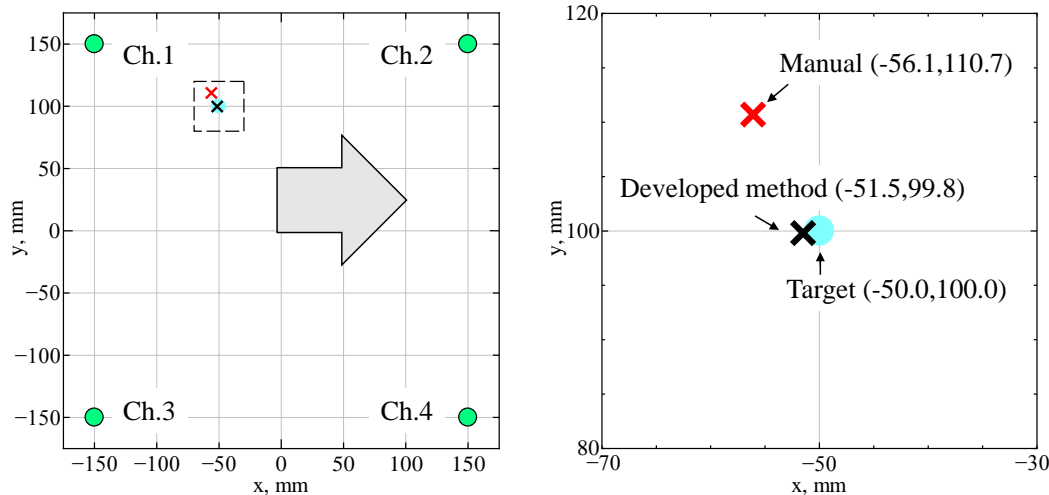 150
100
50
0
−50
−100
−150
y, mm
Ch.1
Ch.2
Ch.3
Ch.4
−150
−100
−50
0
50
100
150
x, mm
120
100
80
y, mm
Manual (-56.1,110.7)
Developed method (-51.5,99.8)
Target (-50.0,100.0)
−70
−50
−30
x, mm